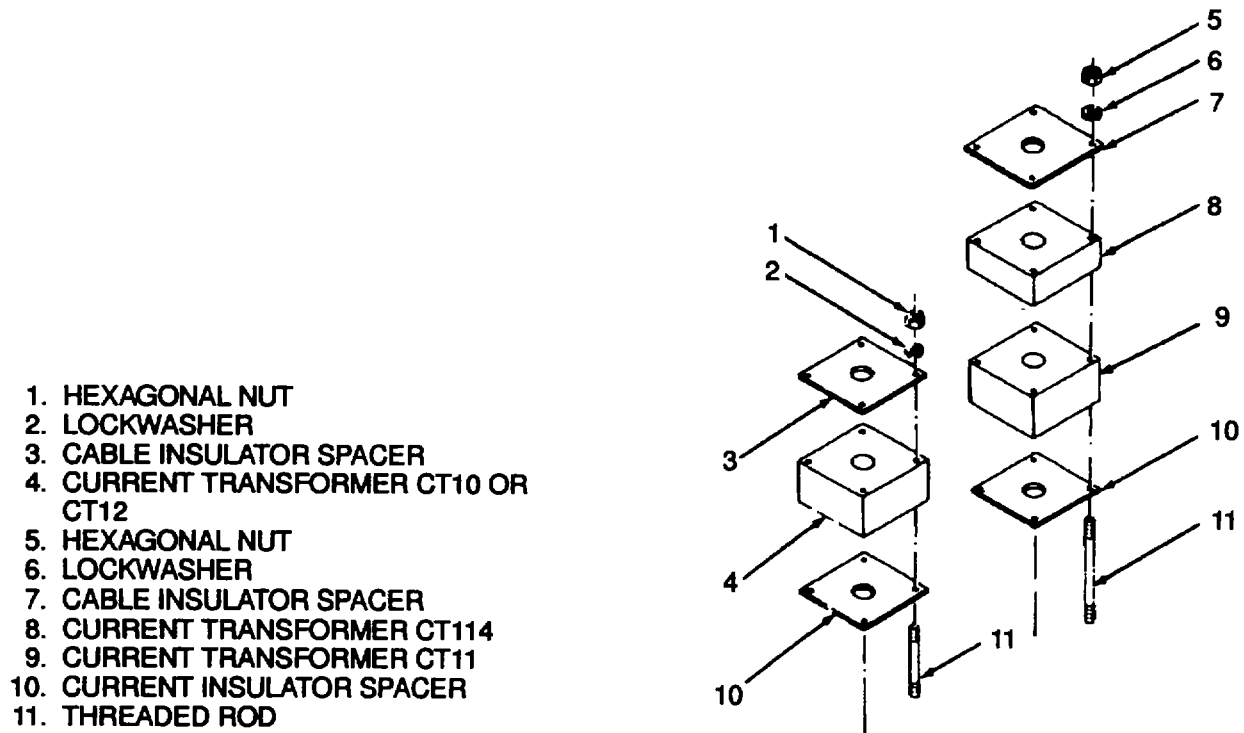 1. HEXAGONAL NUT
2. LOCKWASHER
3. CABLE INSULATOR SPACER
4. CURRENT TRANSFORMER CT10 OR
CT12
5. HEXAGONAL NUT
6. LOCKWASHER
7. CABLE INSULATOR SPACER
8. CURRENT TRANSFORMER CT114
9. CURRENT TRANSFORMER CT11
10. CURRENT INSULATOR SPACER
11. THREADED ROD
1
2
3
4
10
11
5
6
7
8
9
10
11